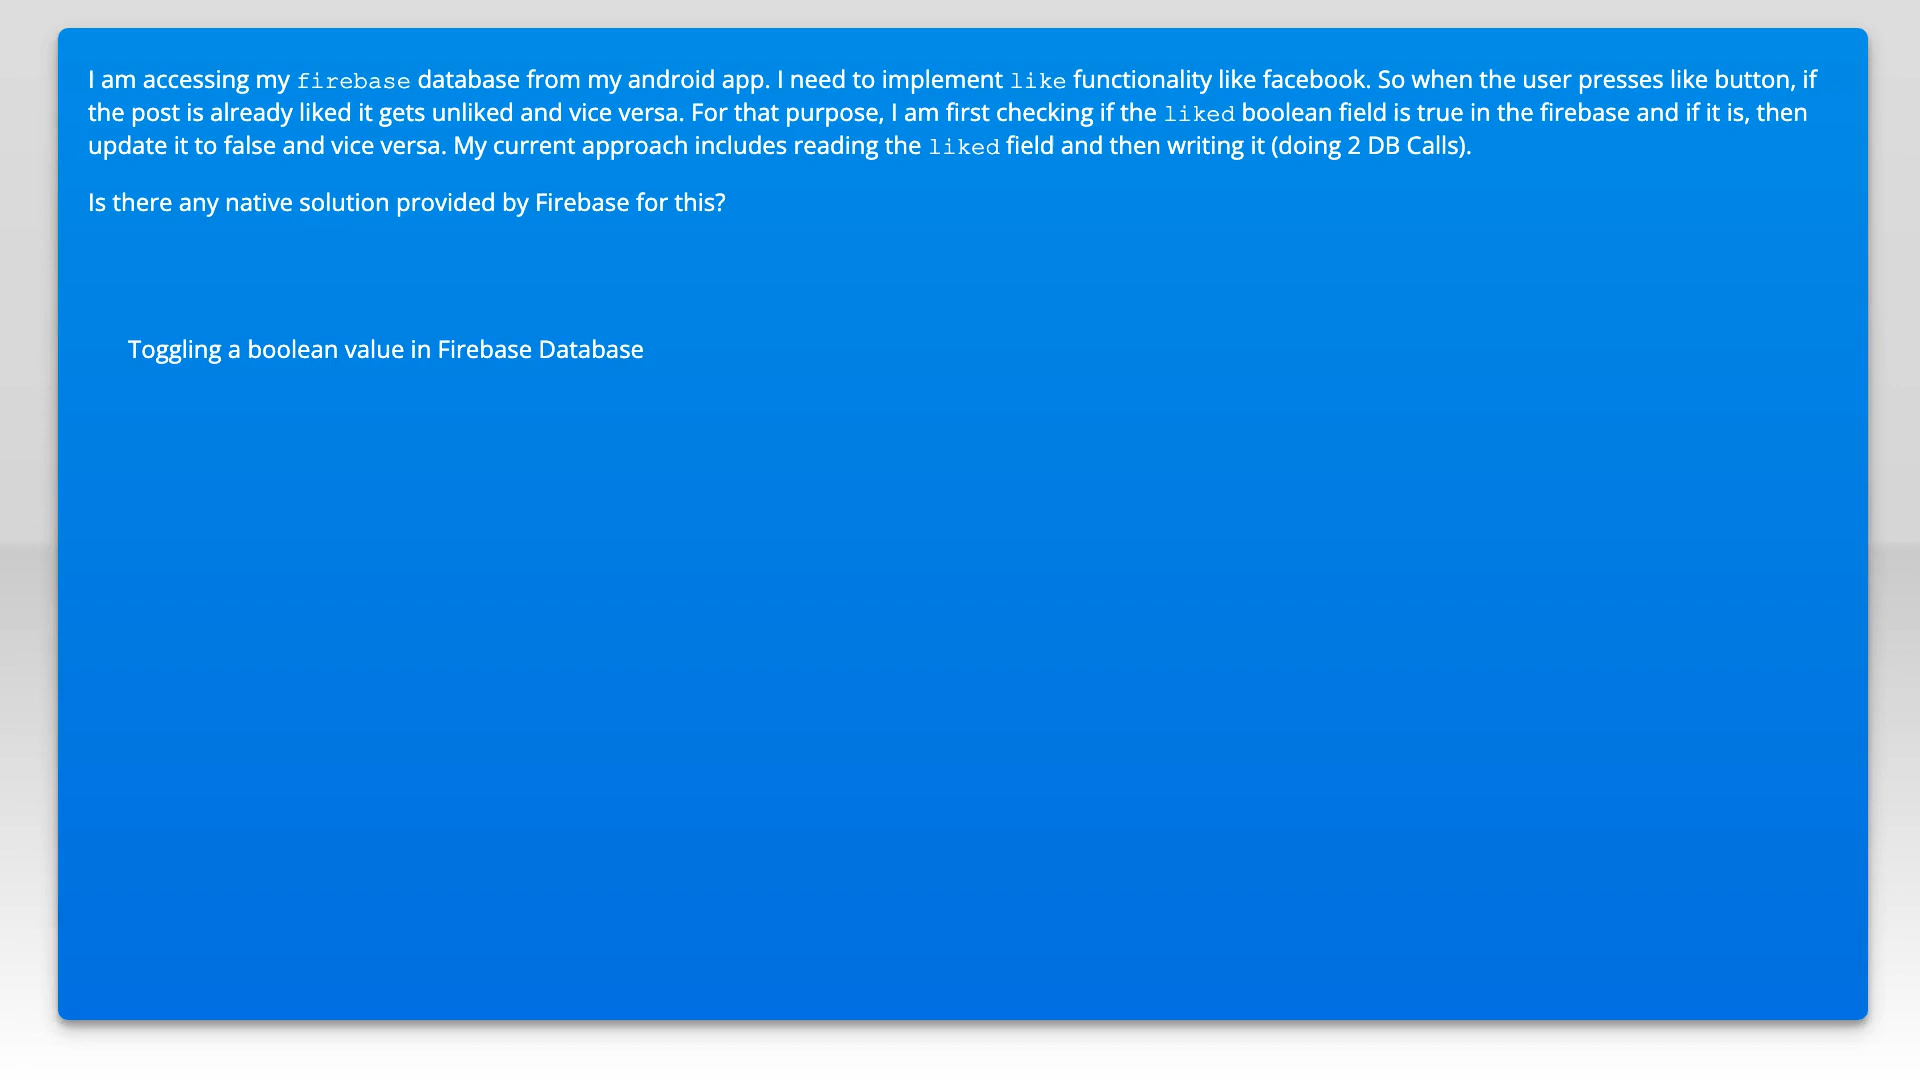 I am accessing my firebase database from my android app. I need to implement like functionality like facebook. So when the user presses like button, if
the post is already liked it gets unliked and vice versa. For that purpose, I am first checking if the liked boolean field is true in the firebase and if it is, then
update it to false and vice versa. My current approach includes reading the liked field and then writing it (doing 2 DB Calls).
Is there any native solution provided by Firebase for this?
Toggling a boolean value in Firebase Database